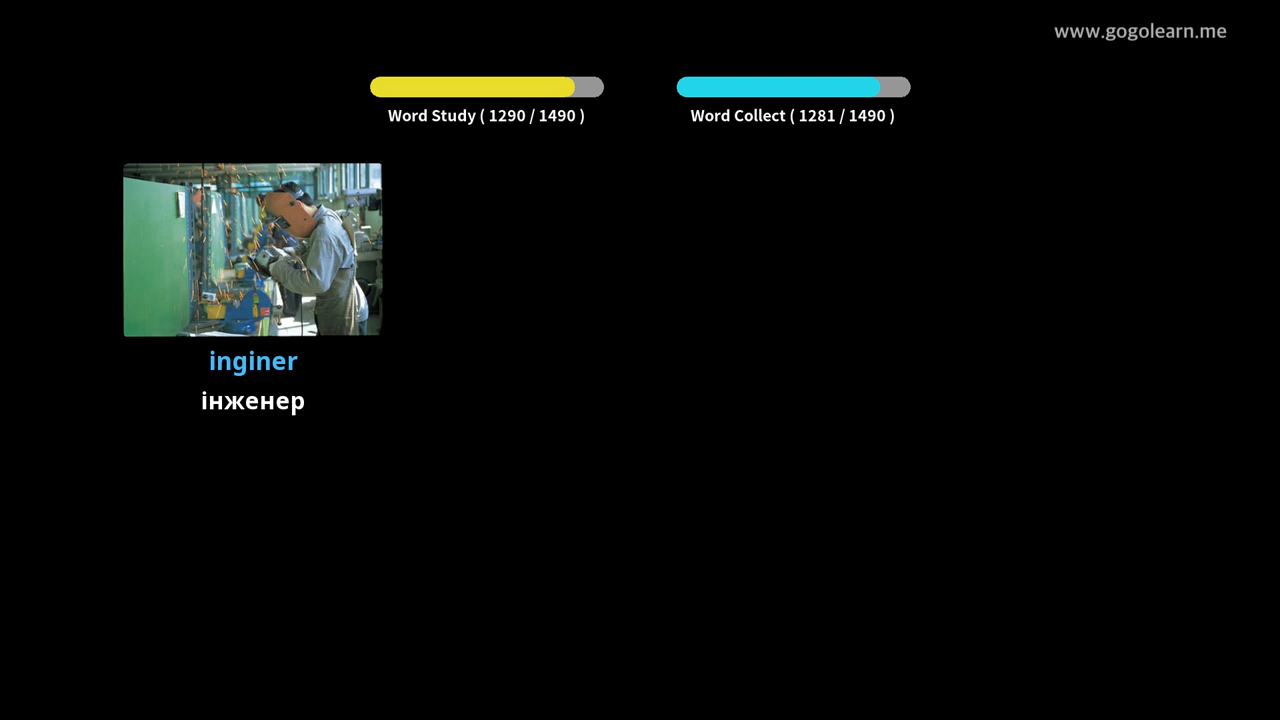 www.gogolearn.me
Word Study ( 1290 / 1490 )
Word Collect ( 1281 / 1490 )
inginer
інженер